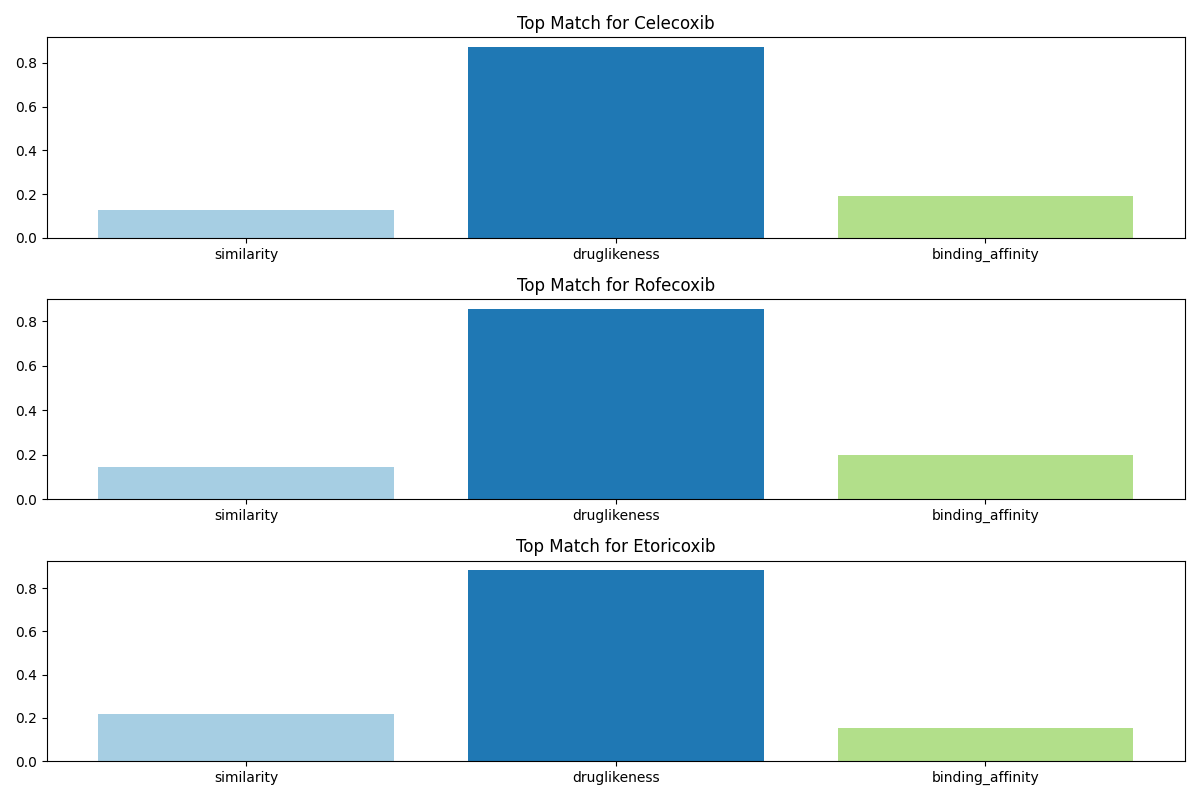 Top Match for Celecoxib
0.8
0.6
0.4
0.2
0.0
similarity druglikeness binding_affinity
Top Match for Rofecoxib
0.8
0.6
0.4
0.2
0.0
similarity druglikeness binding_affinity
Top Match for Etoricoxib
0.8
0.6
0.4
0.2
0.0
similarity druglikeness binding_affinity